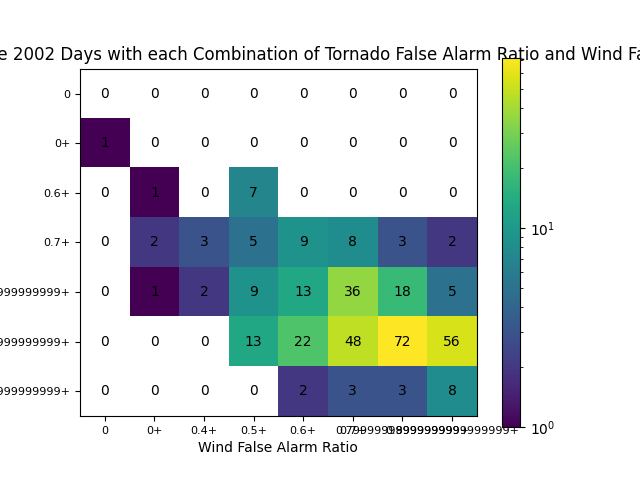 e 2002 Days with each Combination of Tornado False Alarm Ratio and Wind Fa
0 0 0 0 0 0 0 0 0
0+ 1 0 0 0 0 0 0 0
0.6+ 0 1 0 7 0 0 0 0
0.7+ 0 2 3 5 9 8 3 2
999999999+ 0 1 2 9 13 36 18 5
999999999+ 0 0 0 13 22 48 72 56
999999999+ 0 0 0 0 2 3 3 8
0 0+ 0.4+ 0.5+ 0.6+
Wind False Alarm Ratio
10¹
10⁰